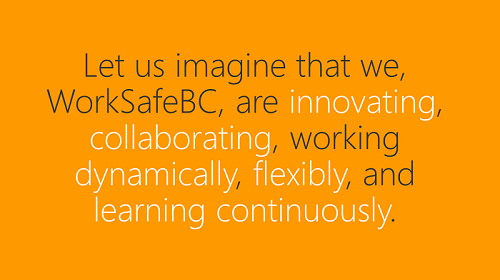 Let us imagine that we,
WorkSafeBC, are innovating,
collaborating, working
dynamically, flexibly, and
learning continuously.